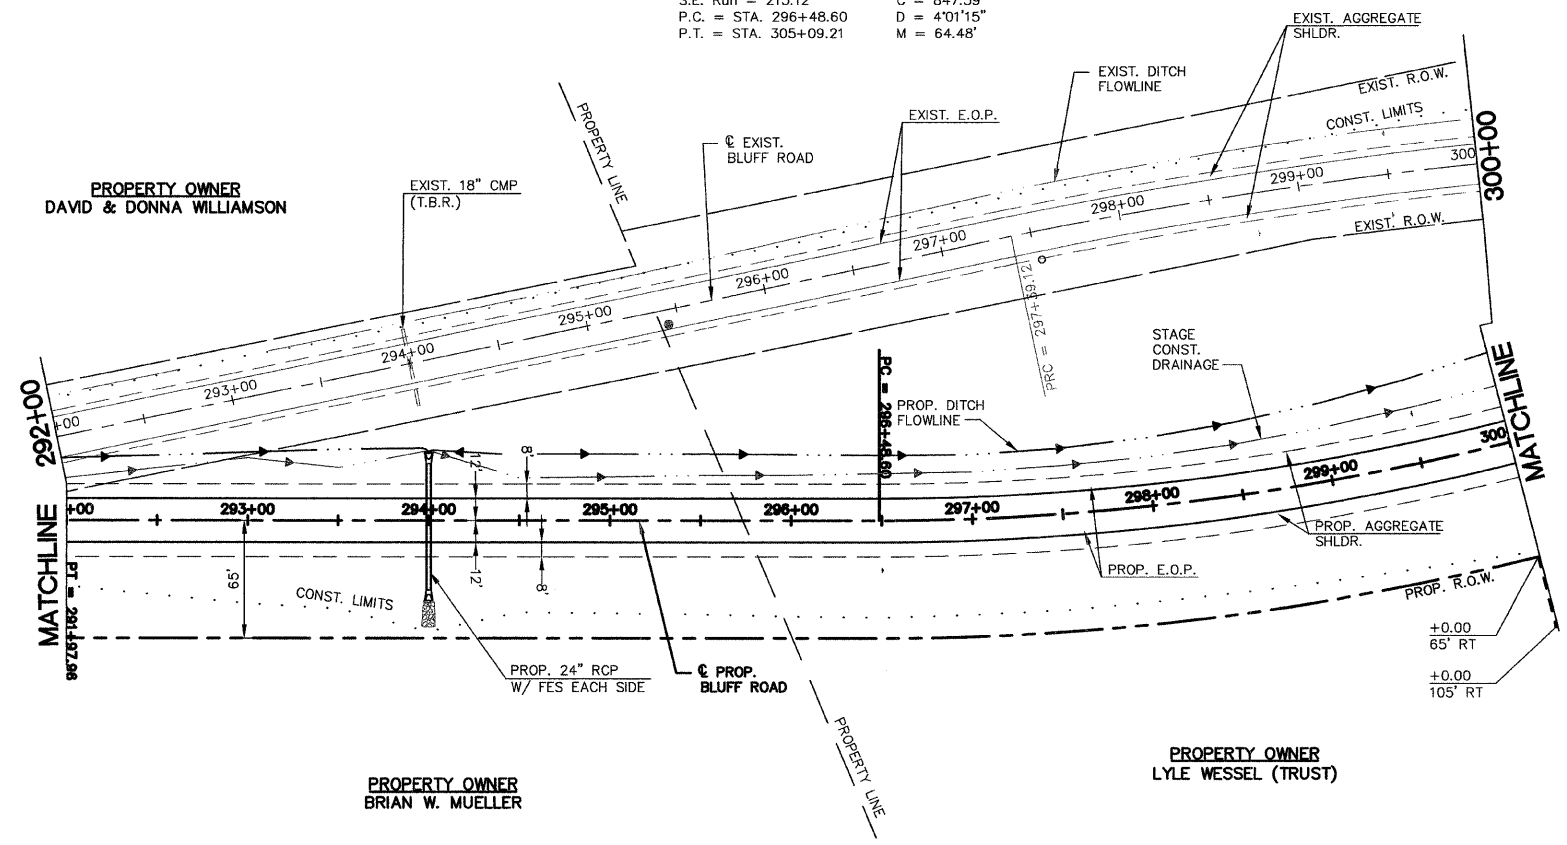 S.E. Run = 215.12'
C = 847.59'
P.C. = STA. 296+48.60
D = 4°01'15"
P.T. = STA. 305+09.21
M = 64.48'
EXIST. AGGREGATE
SHLDR.
EXIST. DITCH
FLOWLINE
EXIST. R.O.W.
CONST. LIMITS
EXIST. E.O.P.
℄ EXIST.
BLUFF ROAD
PROPERTY LINE
PROPERTY OWNER
DAVID & DONNA WILLIAMSON
EXIST. 18" CMP
(T.B.R.)
300+00
300
299+00
298+00
297+00
296+00
295+00
294+00
293+00
+00
292+00
EXIST. R.O.W.
PRC = 297+59.12
STAGE
CONST.
DRAINAGE
PC = 296+48.60
PROP. DITCH
FLOWLINE
MATCHLINE
12'
8'
+00
293+00
294+00
295+00
296+00
297+00
298+00
299+00
300
MATCHLINE
PT = 291+97.96
65'
12'
8'
CONST. LIMITS
PROP. E.O.P.
PROP. AGGREGATE
SHLDR.
PROP. R.O.W.
+0.00
65' RT
+0.00
105' RT
PROP. 24" RCP
W/ FES EACH SIDE
℄ PROP.
BLUFF ROAD
PROPERTY LINE
PROPERTY OWNER
BRIAN W. MUELLER
PROPERTY OWNER
LYLE WESSEL (TRUST)